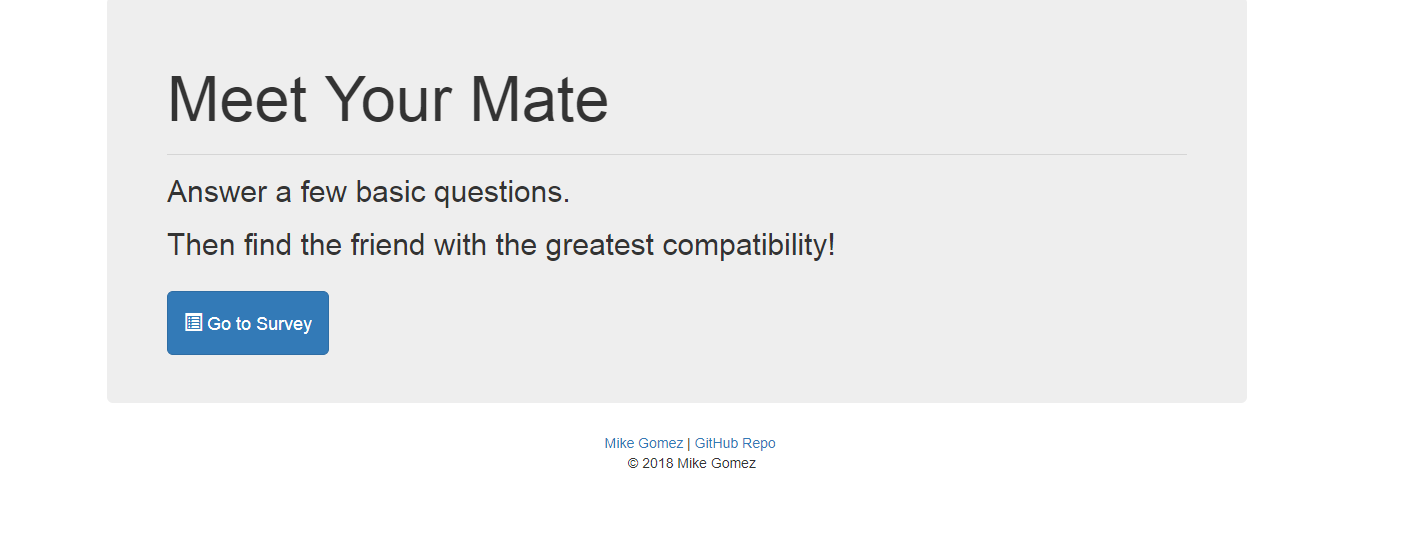 Meet Your Mate
Answer a few basic questions.
Then find the friend with the greatest compatibility!
Go to Survey
Mike Gomez | GitHub Repo
© 2018 Mike Gomez